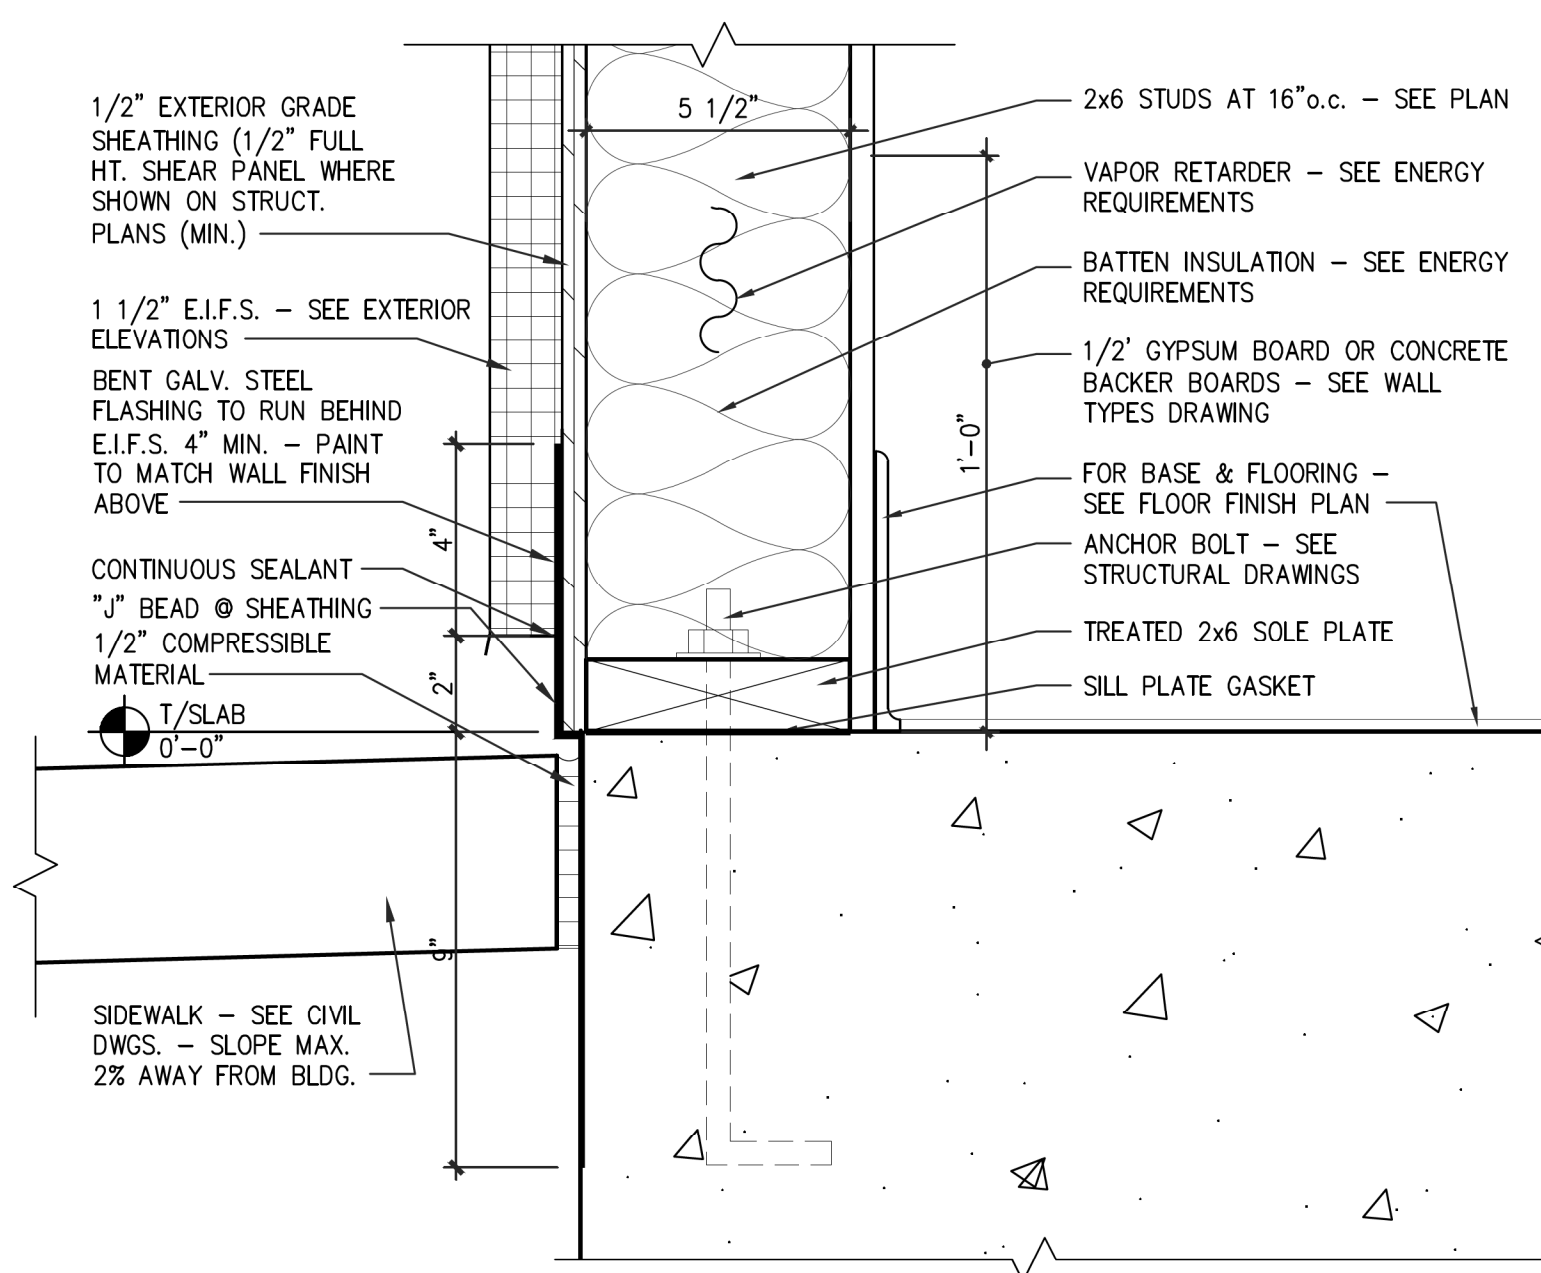 1/2" EXTERIOR GRADE
SHEATHING (1/2" FULL
HT. SHEAR PANEL WHERE
SHOWN ON STRUCT.
PLANS (MIN.)
1 1/2" E.I.F.S. – SEE EXTERIOR
ELEVATIONS
BENT GALV. STEEL
FLASHING TO RUN BEHIND
E.I.F.S. 4" MIN. – PAINT
TO MATCH WALL FINISH
ABOVE
CONTINUOUS SEALANT
"J" BEAD @ SHEATHING
1/2" COMPRESSIBLE
MATERIAL
T/SLAB
0'-0"
SIDEWALK – SEE CIVIL
DWGS. – SLOPE MAX.
2% AWAY FROM BLDG.
4"
2"
9"
5 1/2"
1'-0"
2x6 STUDS AT 16"o.c. – SEE PLAN
VAPOR RETARDER – SEE ENERGY
REQUIREMENTS
BATTEN INSULATION – SEE ENERGY
REQUIREMENTS
1/2' GYPSUM BOARD OR CONCRETE
BACKER BOARDS – SEE WALL
TYPES DRAWING
FOR BASE & FLOORING –
SEE FLOOR FINISH PLAN
ANCHOR BOLT – SEE
STRUCTURAL DRAWINGS
TREATED 2x6 SOLE PLATE
SILL PLATE GASKET